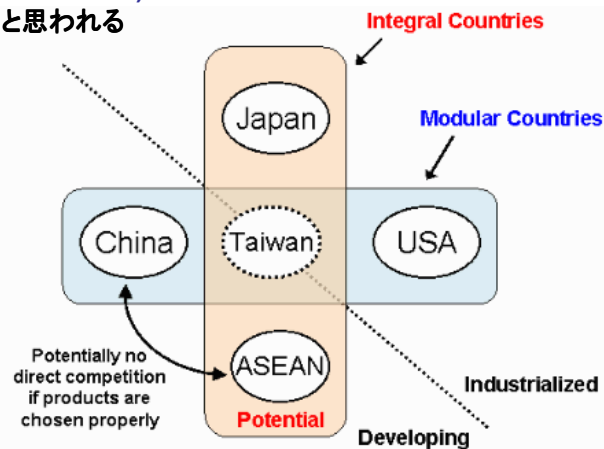 と思われる
Integral Countries
Japan
Modular Countries
China
Taiwan
USA
Potentially no
direct competition
if products are
chosen properly
ASEAN
Potential
Industrialized
Developing